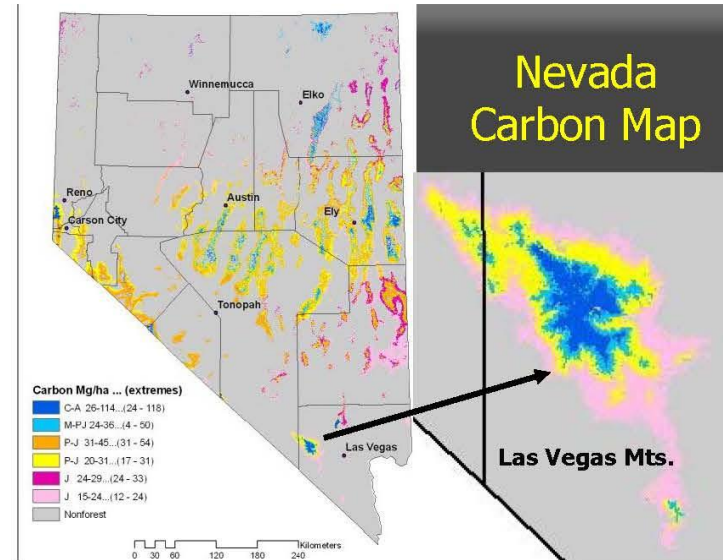 Nevada
Carbon Map
Winnemucca
Elko
Reno
Carson City
Austin
Ely
Tonopah
Las Vegas
Carbon Mg/ha ... (extremes)
C-A 26-114...(24 - 118)
M-PJ 24-36...(4 - 50)
P-J 31-45...(31 - 54)
P-J 20-31...(17 - 31)
J 24-29...(24 - 33)
J 15-24...(12 - 24)
Nonforest
Kilometers
0 30 60 120 180 240
Las Vegas Mts.